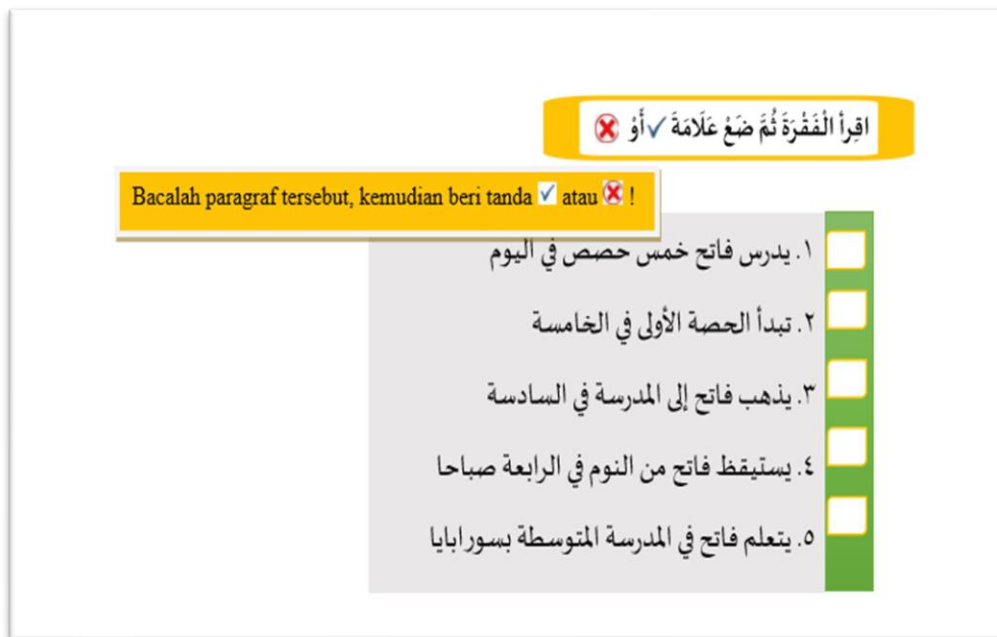 اقِرأ الْفَقْرَةَ ثُمَّ ضَعْ عَلَامَةَ ✓ أَوْ ❌
Bacalah paragraf tersebut, kemudian beri tanda ✓ atau ❌ !
١. يدرس فاتح خمس حصص في اليوم
٢. تبدأ الحصة الأولى في الخامسة
٣. يذهب فاتح إلى المدرسة في السادسة
٤. يستيقظ فاتح من النوم في الرابعة صباحا
٥. يتعلم فاتح في المدرسة المتوسطة بسورابايا